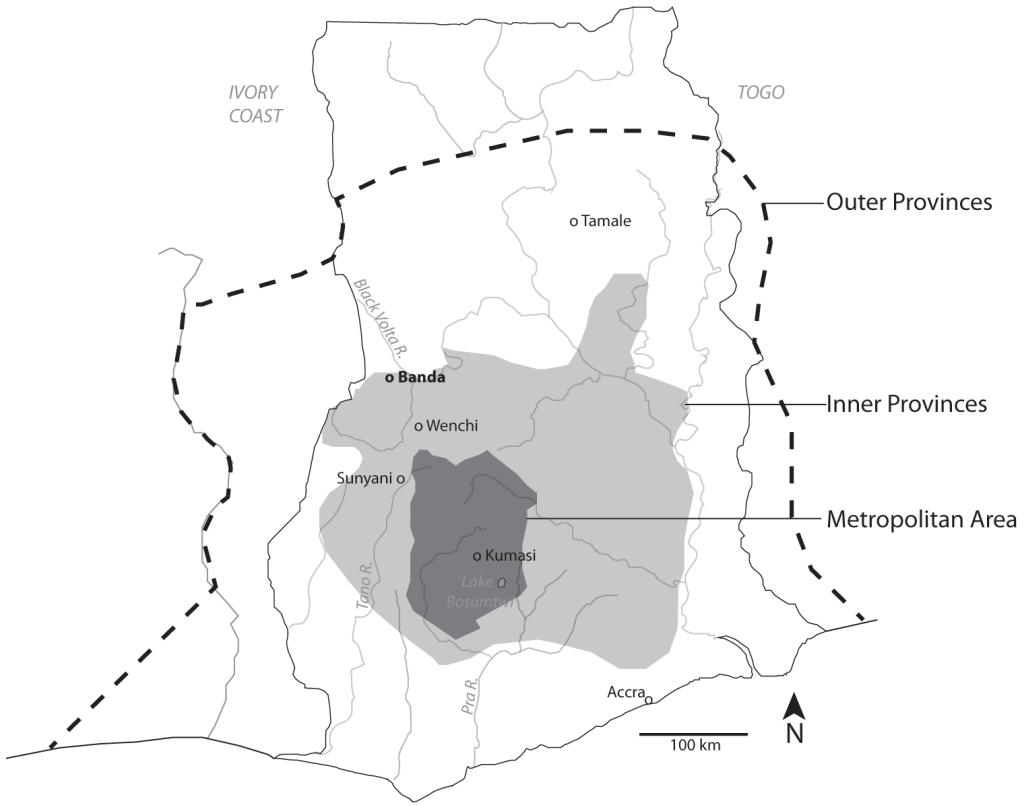 IVORY
COAST
TOGO
Outer Provinces
o Tamale
Black Volta R.
o Banda
Inner Provinces
o Wenchi
Sunyani o
Metropolitan Area
o Kumasi
Lake
Bosumtwi
Tano R.
Pra R.
Accra
N
100 km